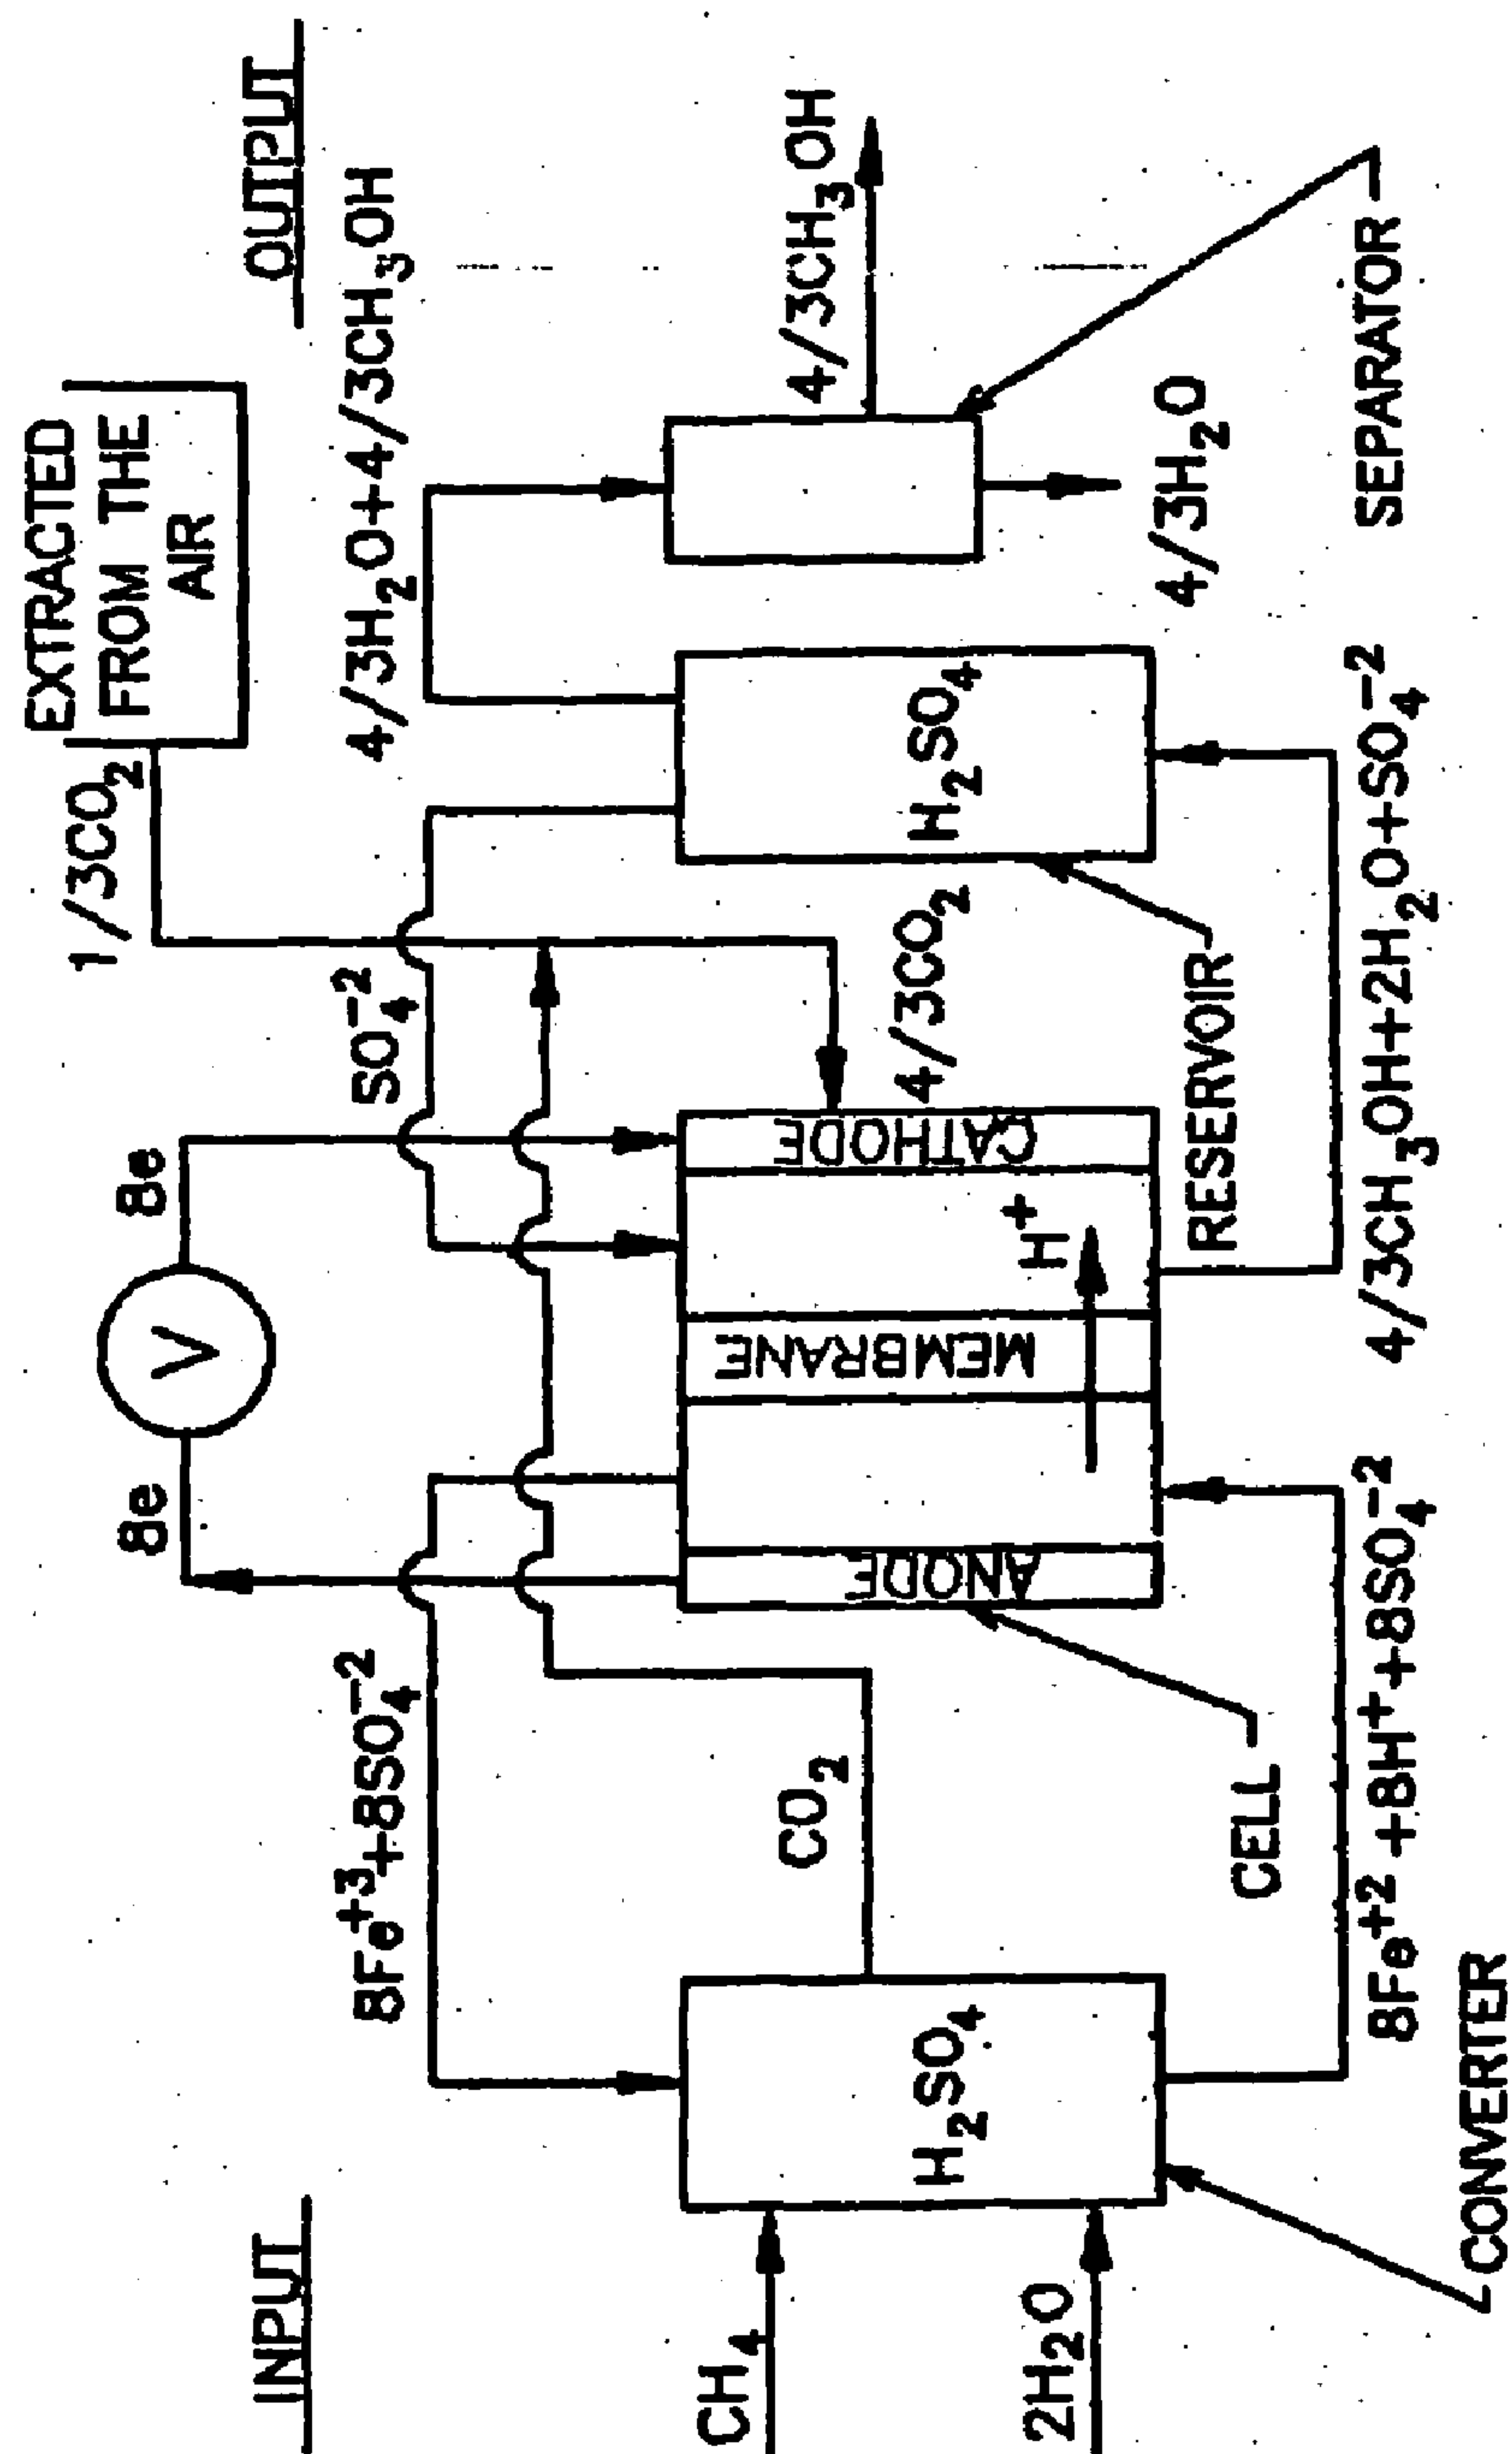 INPUT
OUTPUT
EXTRACTED
FROM THE
AIR
1/3CO₂
8e
V
8e
8Fe⁺³+8SO₄⁻²
SO₄⁻²
4/3H₂O+4/3CH₃OH
CH₄
2H₂O
H₂SO₄
CO₂
ANODE
MEMBRANE
H⁺
CATHODE
4/3CO₂
H₂SO₄
4/3CH₃OH
4/3H₂O
CELL
RESERVOIR
SEPARATOR
CONVERTER
8Fe⁺²+8H⁺+8SO₄⁻²
4/3CH₃OH+2H₂O+SO₄⁻²